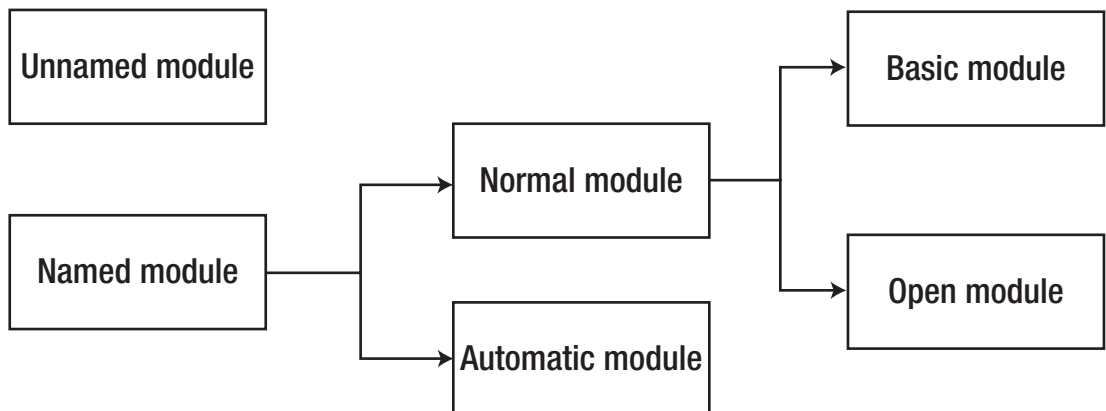 Unnamed module
Named module
Normal module
Automatic module
Basic module
Open module